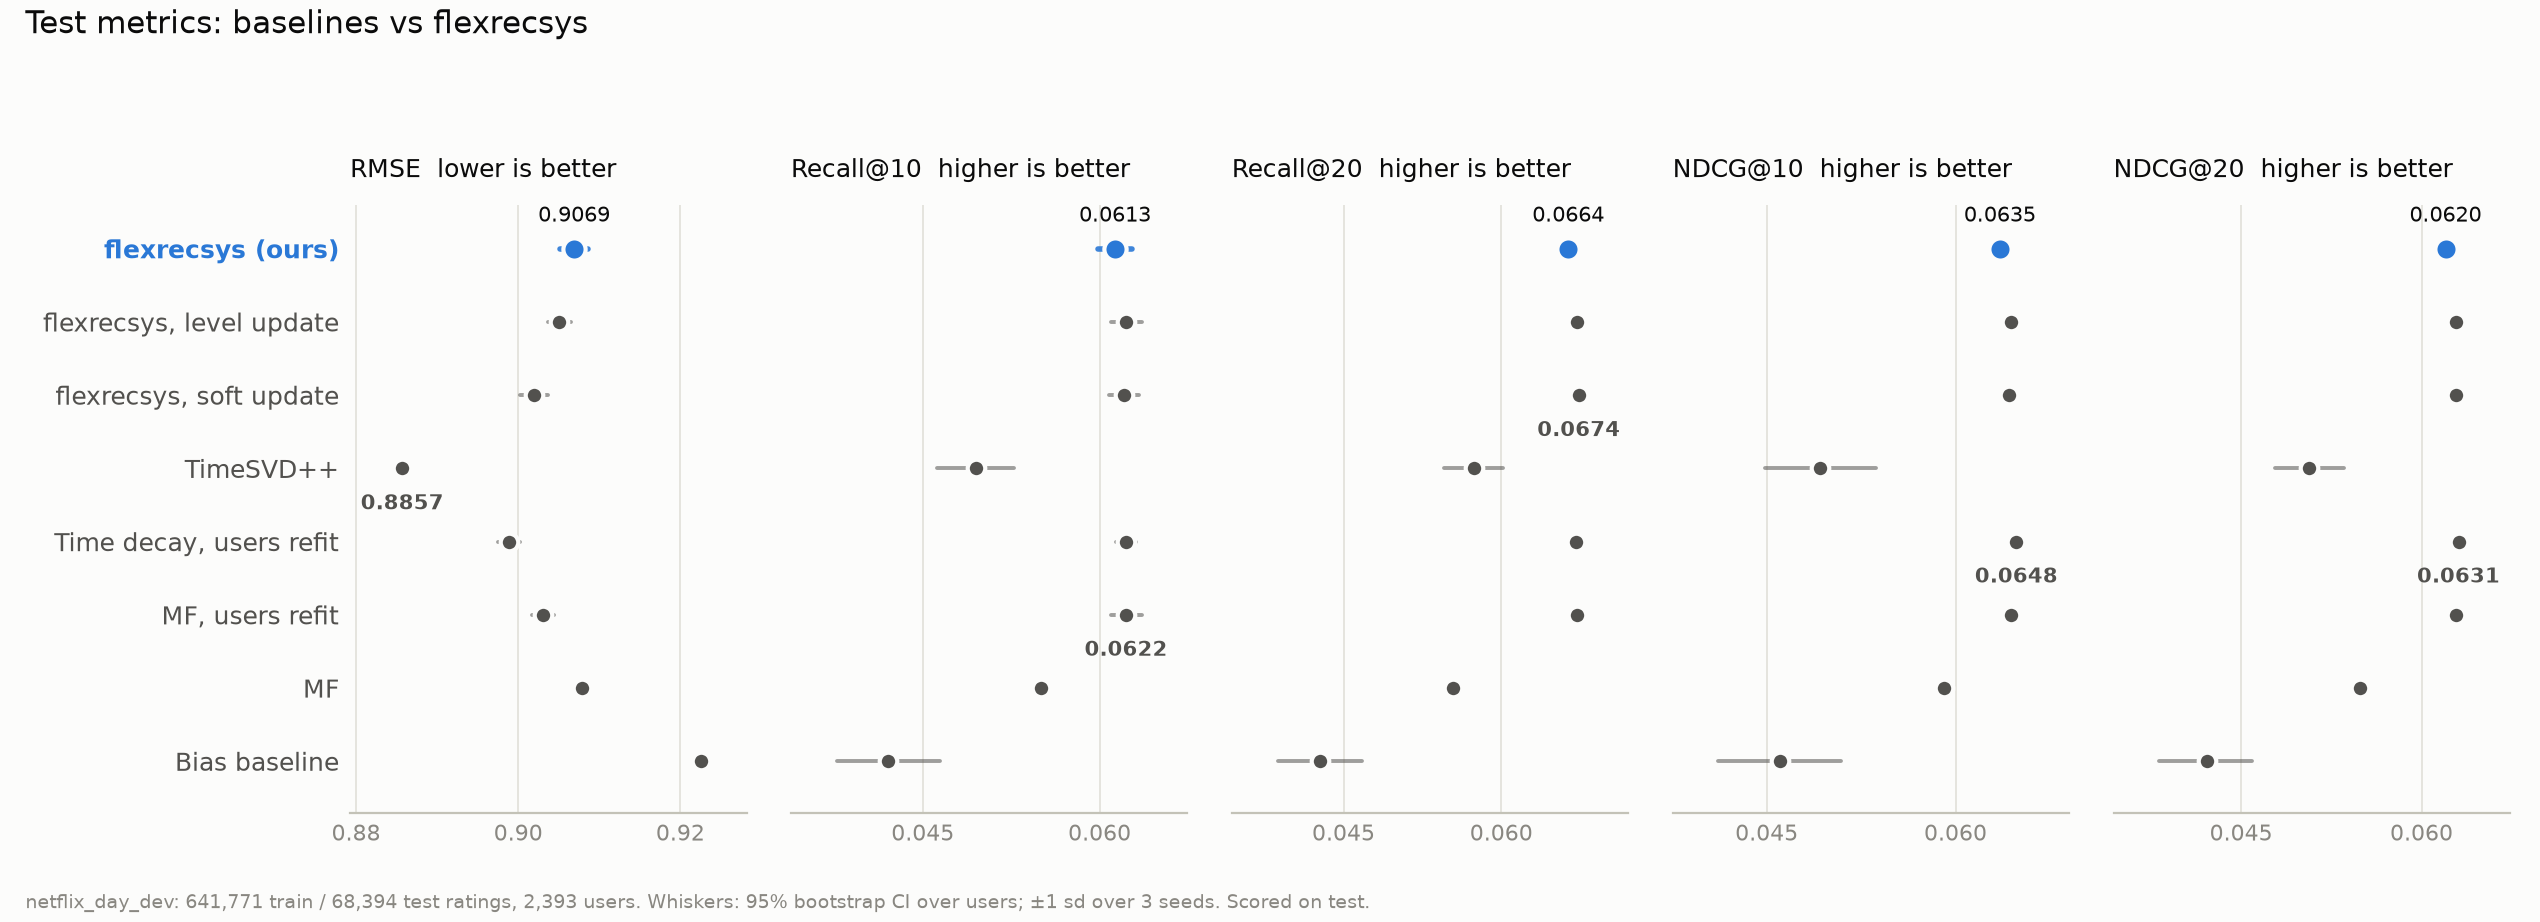 Test metrics: baselines vs flexrecsys
RMSE  lower is better
Recall@10  higher is better
Recall@20  higher is better
NDCG@10  higher is better
NDCG@20  higher is better
0.9069
0.0613
0.0664
0.0635
0.0620
flexrecsys (ours)
flexrecsys, level update
flexrecsys, soft update
0.0674
TimeSVD++
0.8857
Time decay, users refit
0.0648
0.0631
MF, users refit
0.0622
MF
Bias baseline
0.88 0.90 0.92
0.045 0.060
0.045 0.060
0.045 0.060
0.045 0.060
netflix_day_dev: 641,771 train / 68,394 test ratings, 2,393 users. Whiskers: 95% bootstrap CI over users; ±1 sd over 3 seeds. Scored on test.